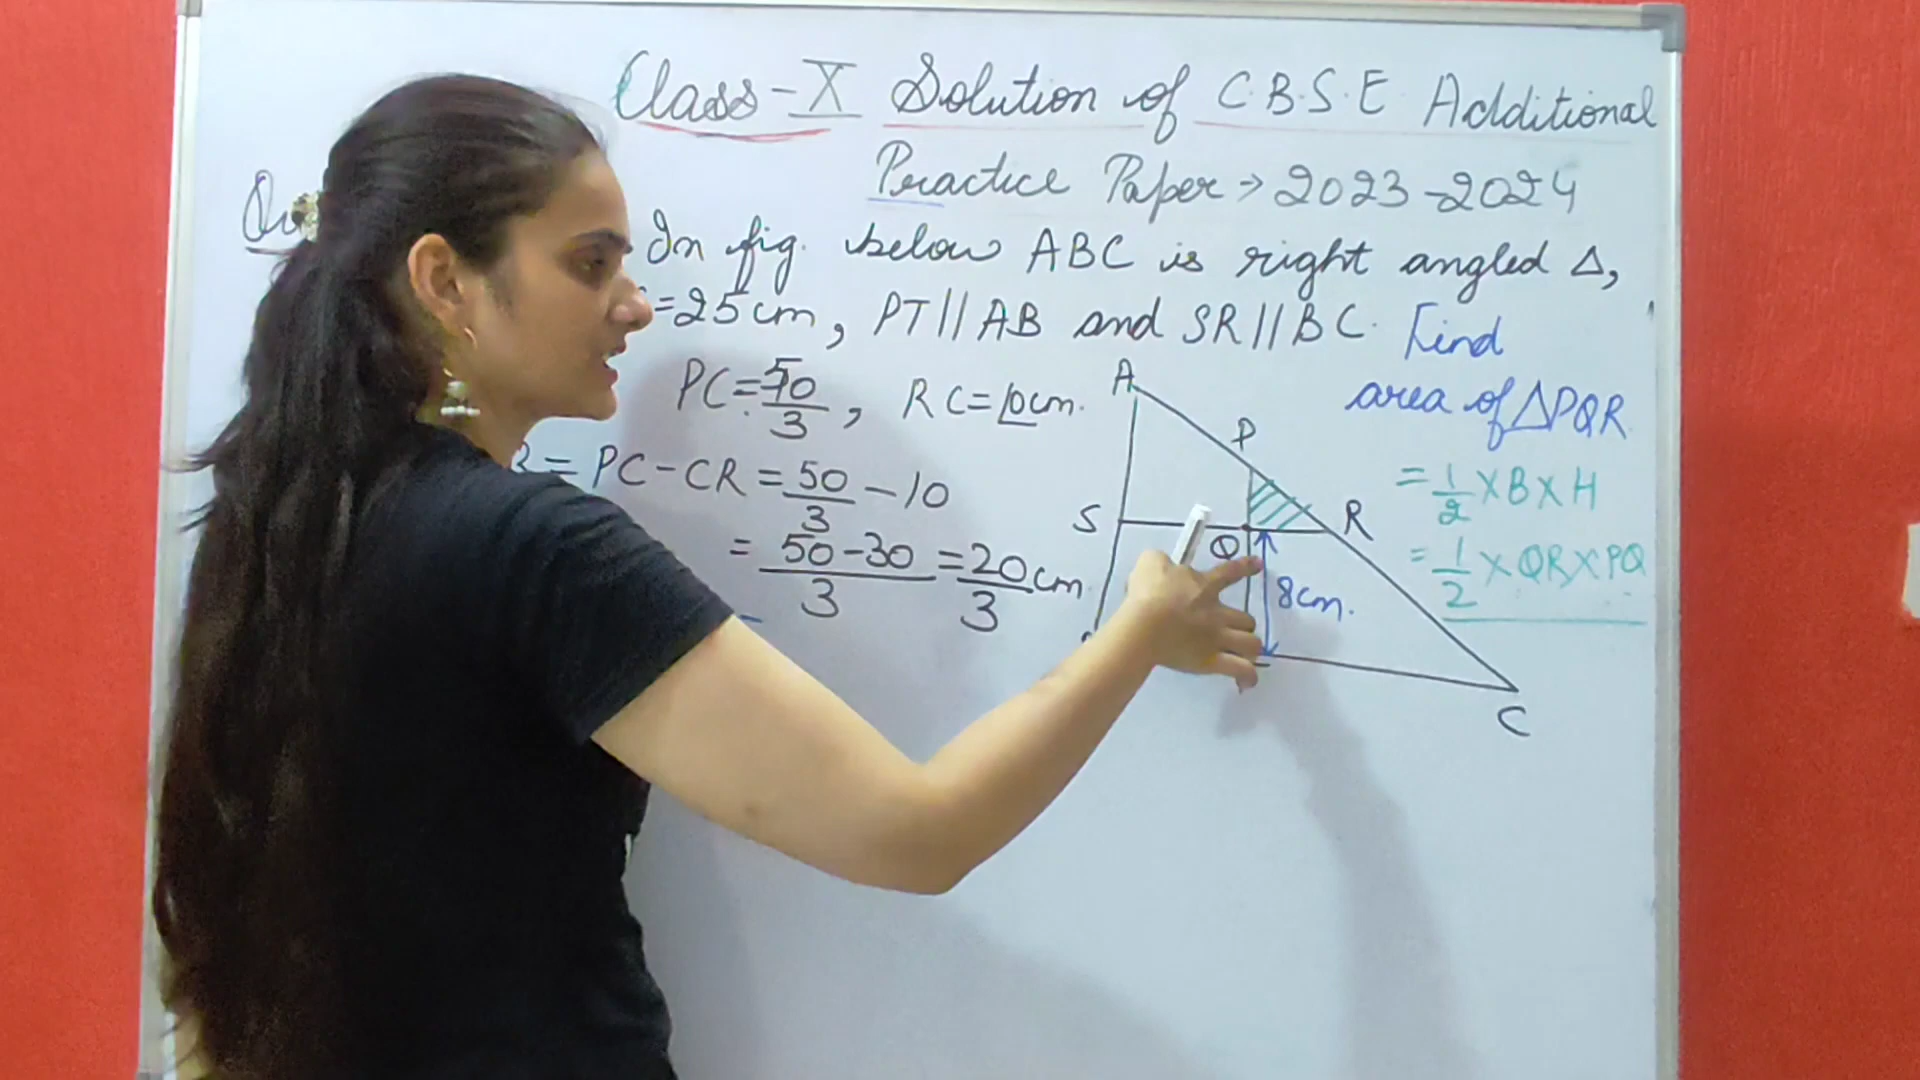 Class-X Solution of C.B.S.E Additional
Practice Paper → 2023-2024
In fig. below ABC is right angled Δ,
=25cm, PT||AB and SR||BC. Find
area of ΔPQR
PC=50/3, RC=10cm.
= PC-CR = 50/3 - 10
= 50-30/3 = 20/3 cm
= 1/2 × B × H
= 1/2 × QR × PQ
A
P
S
Q
R
8cm.
C